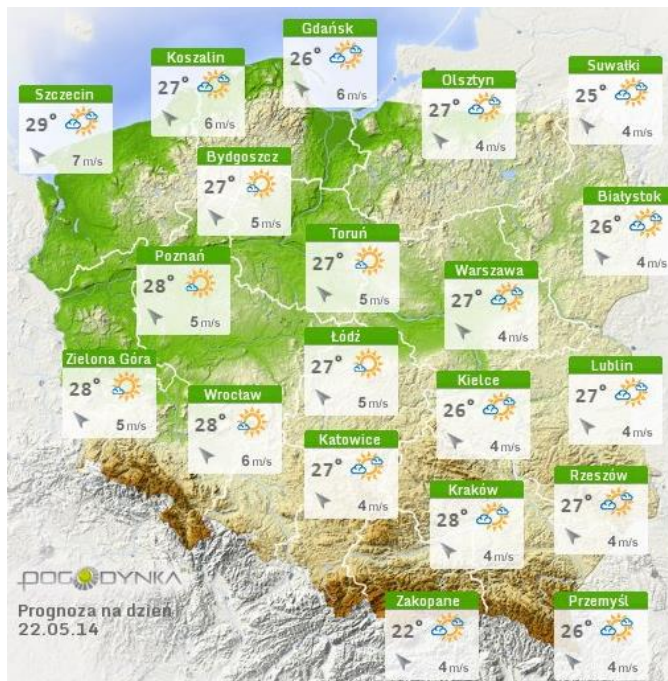 Gdańsk
26°
6 m/s
Koszalin
27°
6 m/s
Suwałki
25°
4 m/s
Olsztyn
27°
4 m/s
Szczecin
29°
7 m/s
Bydgoszcz
27°
5 m/s
Białystok
26°
4 m/s
Toruń
27°
5 m/s
Poznań
28°
5 m/s
Warszawa
27°
4 m/s
Łódź
27°
5 m/s
Zielona Góra
28°
5 m/s
Lublin
27°
4 m/s
Kielce
26°
4 m/s
Wrocław
28°
6 m/s
Katowice
27°
4 m/s
Rzeszów
27°
4 m/s
Kraków
28°
4 m/s
POGODYNKA
Prognoza na dzień
22.05.14
Zakopane
22°
4 m/s
Przemyśl
26°
4 m/s